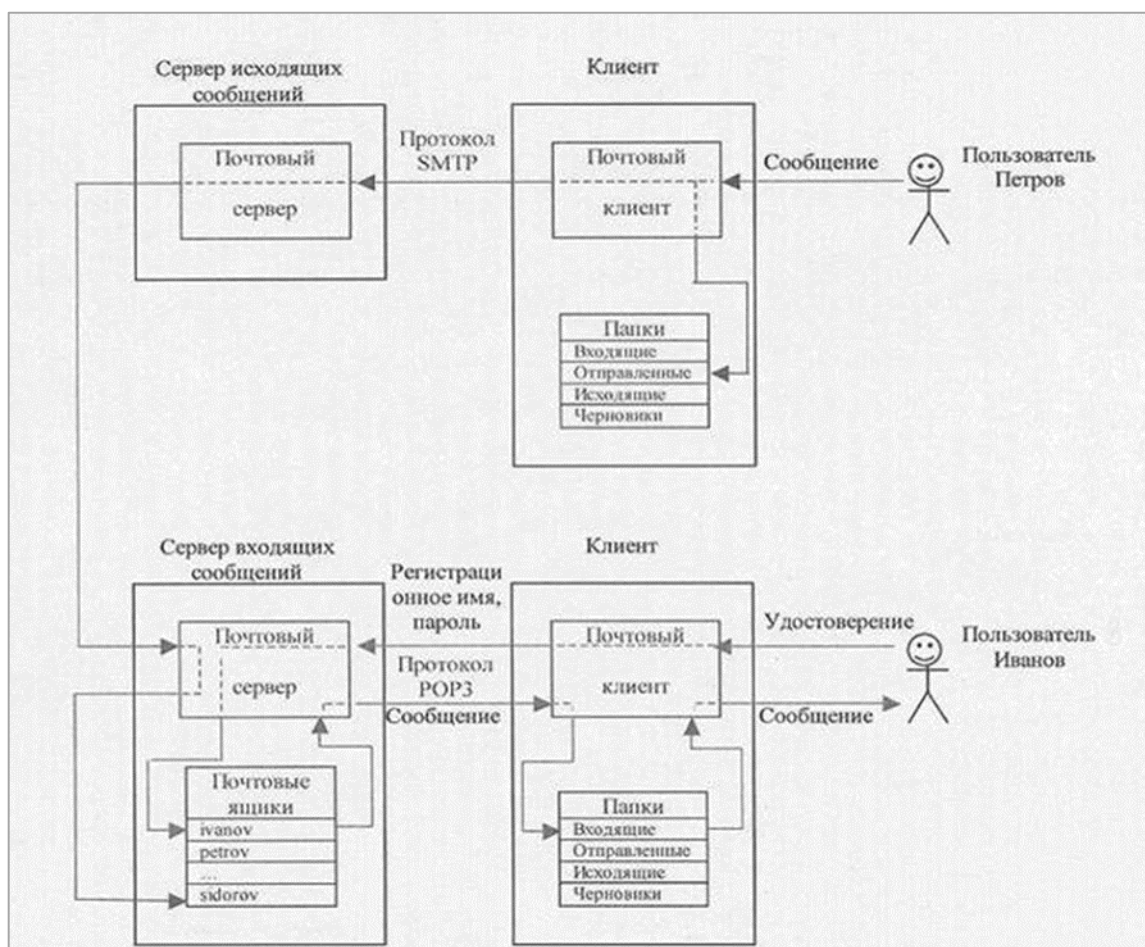 Сервер исходящих
сообщений
Клиент
Почтовый
сервер
Протокол
SMTP
Почтовый
клиент
Сообщение
Пользователь
Петров
Папки
Входящие
Отправленные
Исходящие
Черновики
Сервер входящих
сообщений
Клиент
Регистраци
онное имя,
пароль
Почтовый
сервер
Протокол
POP3
Сообщение
Почтовый
клиент
Удостоверение
Сообщение
Пользователь
Иванов
Почтовые
ящики
ivanov
petrov
...
sidorov
Папки
Входящие
Отправленные
Исходящие
Черновики